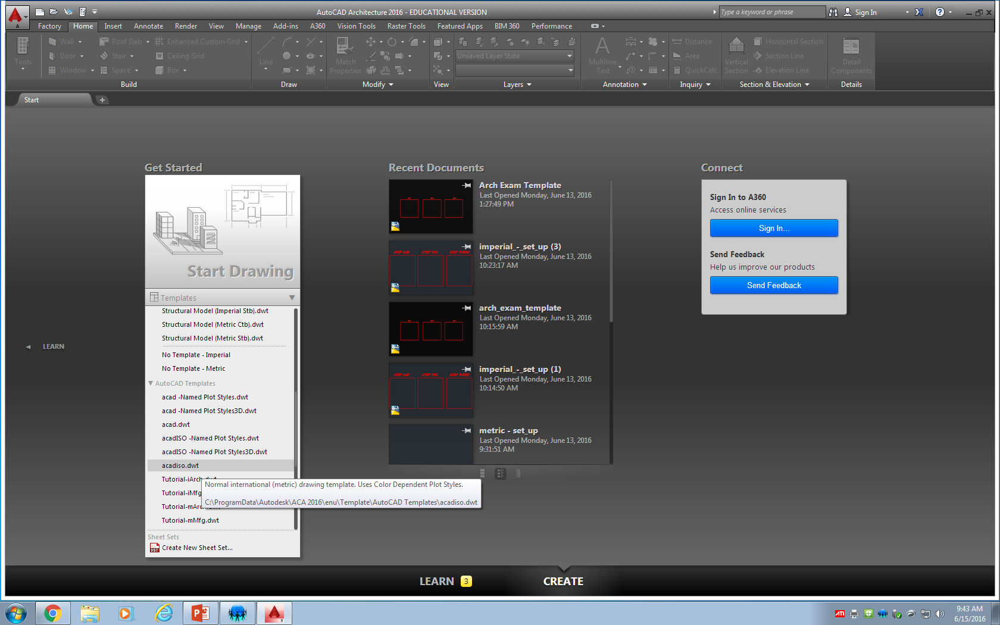 AutoCAD Architecture 2016 - EDUCATIONAL VERSION
Type a keyword or phrase
Sign In
Factory Home Insert Annotate Render View Manage Add-ins A360 Vision Tools Raster Tools Featured Apps BIM 360 Performance
Tools
Wall
Door
Window
Roof Slab
Stair
Space
Enhanced Custom Grid
Ceiling Grid
Box
Line
Match
Properties
Unsaved Layer State
Multiline
Text
Distance
Area
QuickCalc
Vertical
Section
Horizontal Section
Section Line
Elevation Line
Detail
Components
Build Draw Modify View Layers Annotation Inquiry Section & Elevation Details
Start
LEARN
Get Started
Start Drawing
Templates
Structural Model (Imperial Stb).dwt
Structural Model (Metric Ctb).dwt
Structural Model (Metric Stb).dwt
No Template - Imperial
No Template - Metric
AutoCAD Templates
acad -Named Plot Styles.dwt
acad -Named Plot Styles3D.dwt
acad.dwt
acadISO -Named Plot Styles.dwt
acadISO -Named Plot Styles3D.dwt
acadiso.dwt
Tutorial-iArch.dwt
Tutorial-iMfg
Tutorial-mArch.dwt
Tutorial-mMfg.dwt
Normal international (metric) drawing template. Uses Color Dependent Plot Styles.
C:\ProgramData\Autodesk\ACA 2016\enu\Template\AutoCAD Templates\acadiso.dwt
Sheet Sets
DST
Create New Sheet Set...
Recent Documents
Arch Exam Template
Last Opened Monday, June 13, 2016
1:27:49 PM
imperial_-_set_up (3)
Last Opened Monday, June 13, 2016
10:23:17 AM
arch_exam_template
Last Opened Monday, June 13, 2016
10:15:59 AM
imperial_-_set_up (1)
Last Opened Monday, June 13, 2016
10:14:50 AM
metric - set_up
Last Opened Monday, June 13, 2016
9:31:51 AM
Connect
Sign In to A360
Access online services
Sign In...
Send Feedback
Help us improve our products
Send Feedback
LEARN 3
CREATE
ATI
9:43 AM
6/15/2016